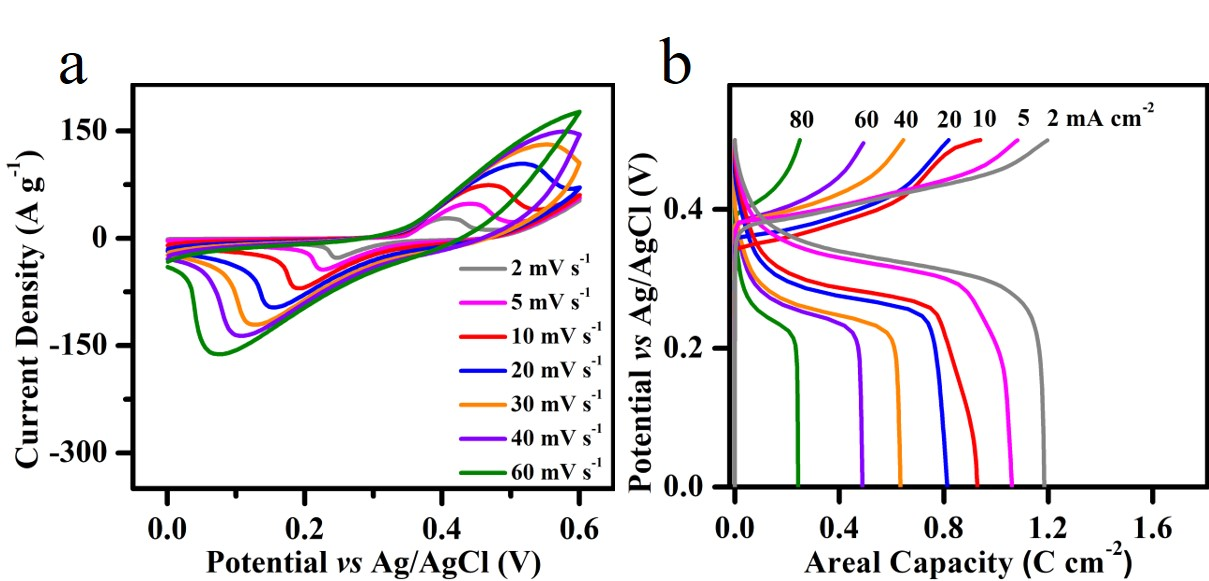 a
b
Current Density (A g-1)
150
0
-150
-300
0.0
0.2
0.4
0.6
Potential vs Ag/AgCl (V)
2 mV s-1
5 mV s-1
10 mV s-1
20 mV s-1
30 mV s-1
40 mV s-1
60 mV s-1
Potential vs Ag/AgCl (V)
0.4
0.2
0.0
80
60
40
20
10
5
2 mA cm-2
0.0
0.4
0.8
1.2
1.6
Areal Capacity (C cm-2)